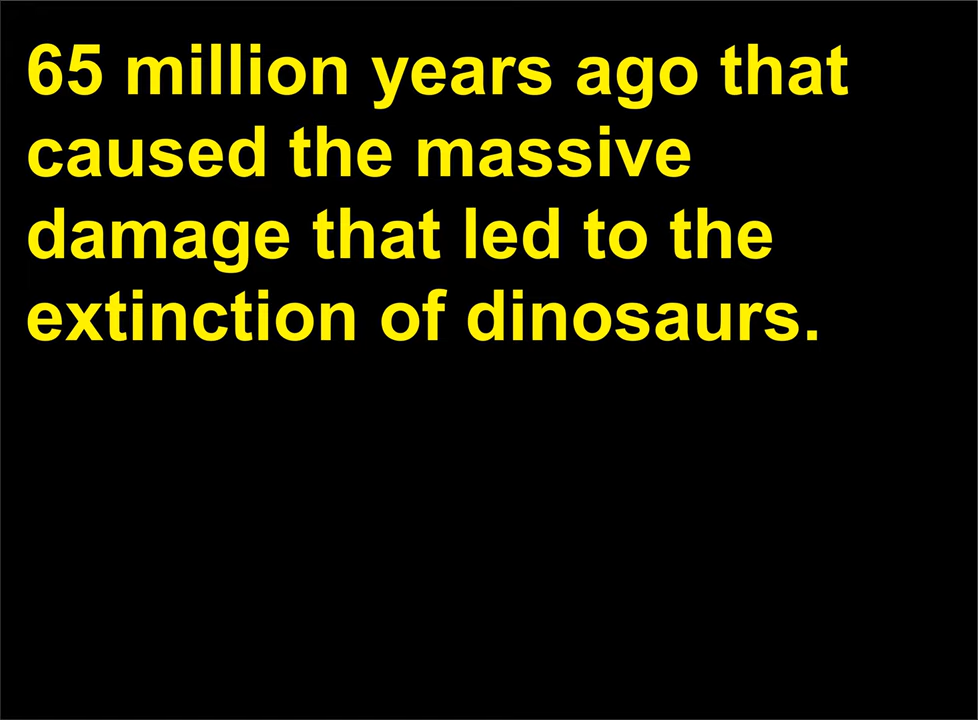 65 million years ago that
caused the massive
damage that led to the
extinction of dinosaurs.